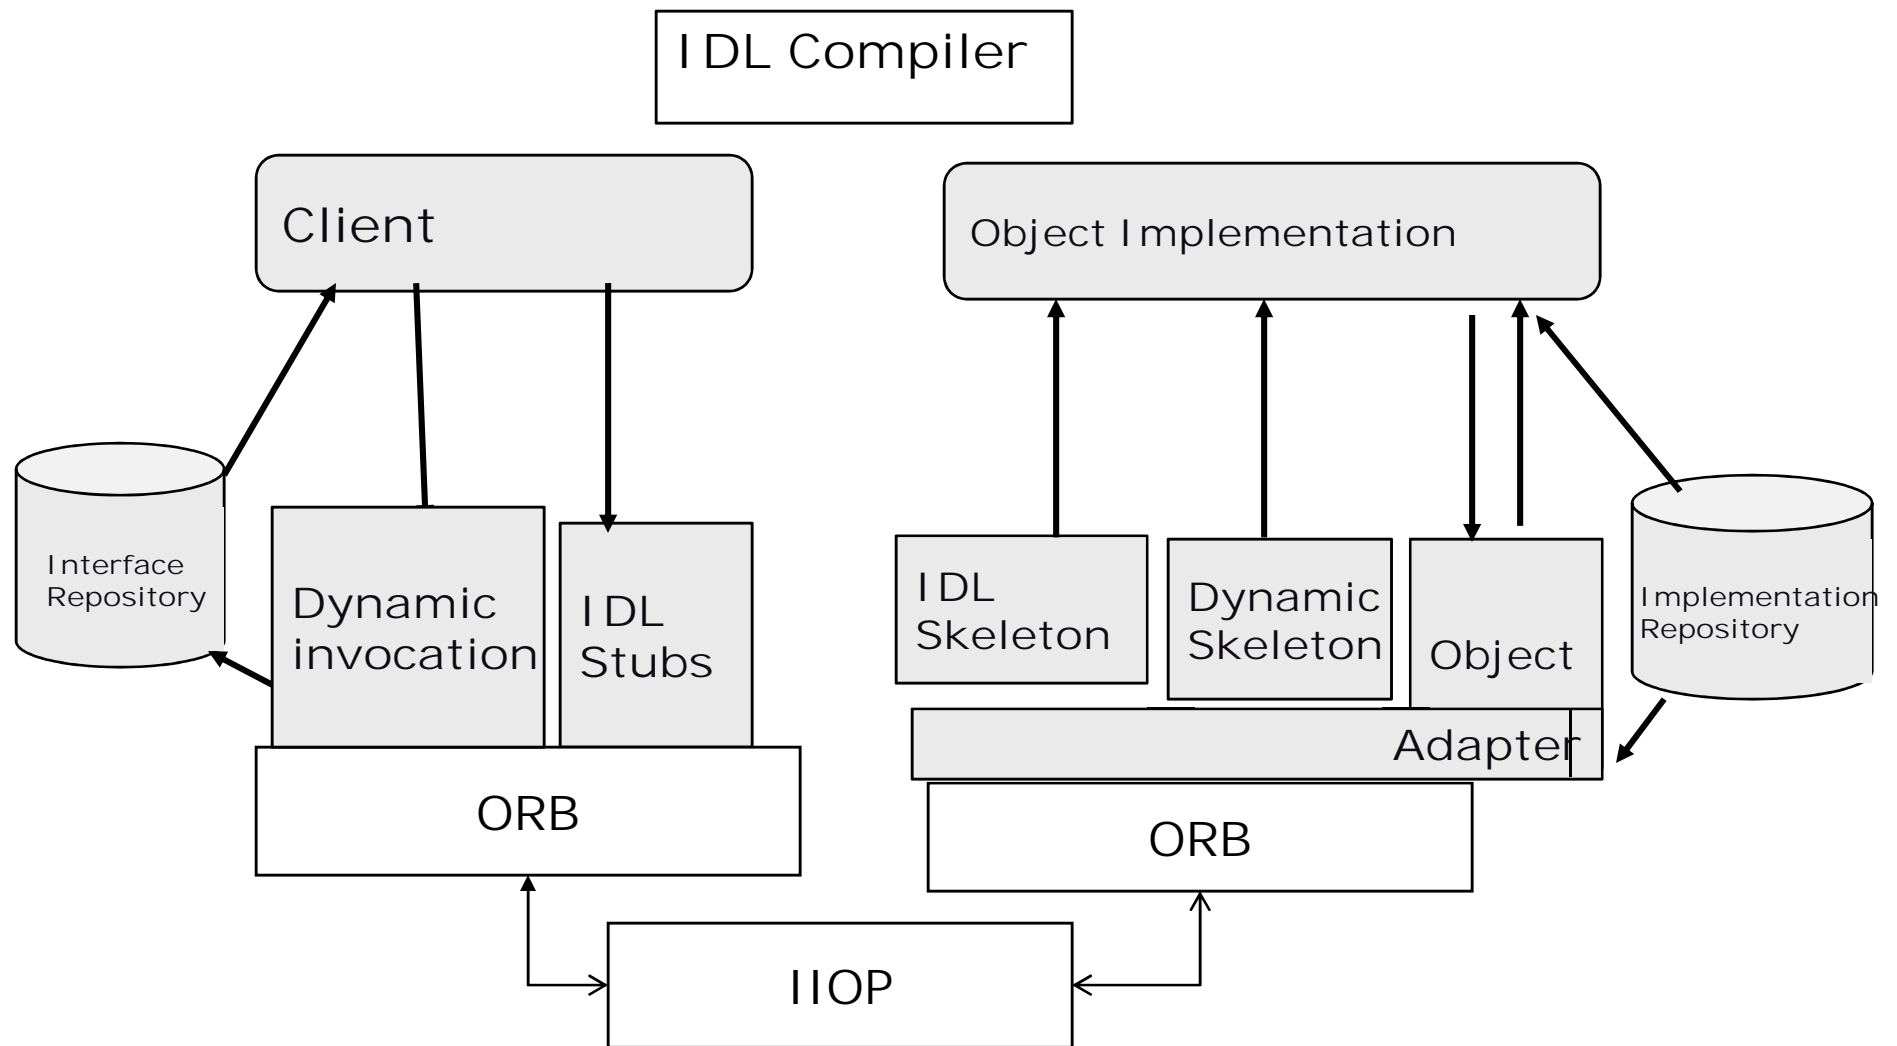 IDL Compiler
Client
Object Implementation
Interface
Repository
Dynamic
invocation
IDL
Stubs
IDL
Skeleton
Dynamic
Skeleton
Object
Adapter
Implementation
Repository
ORB
ORB
IIOP